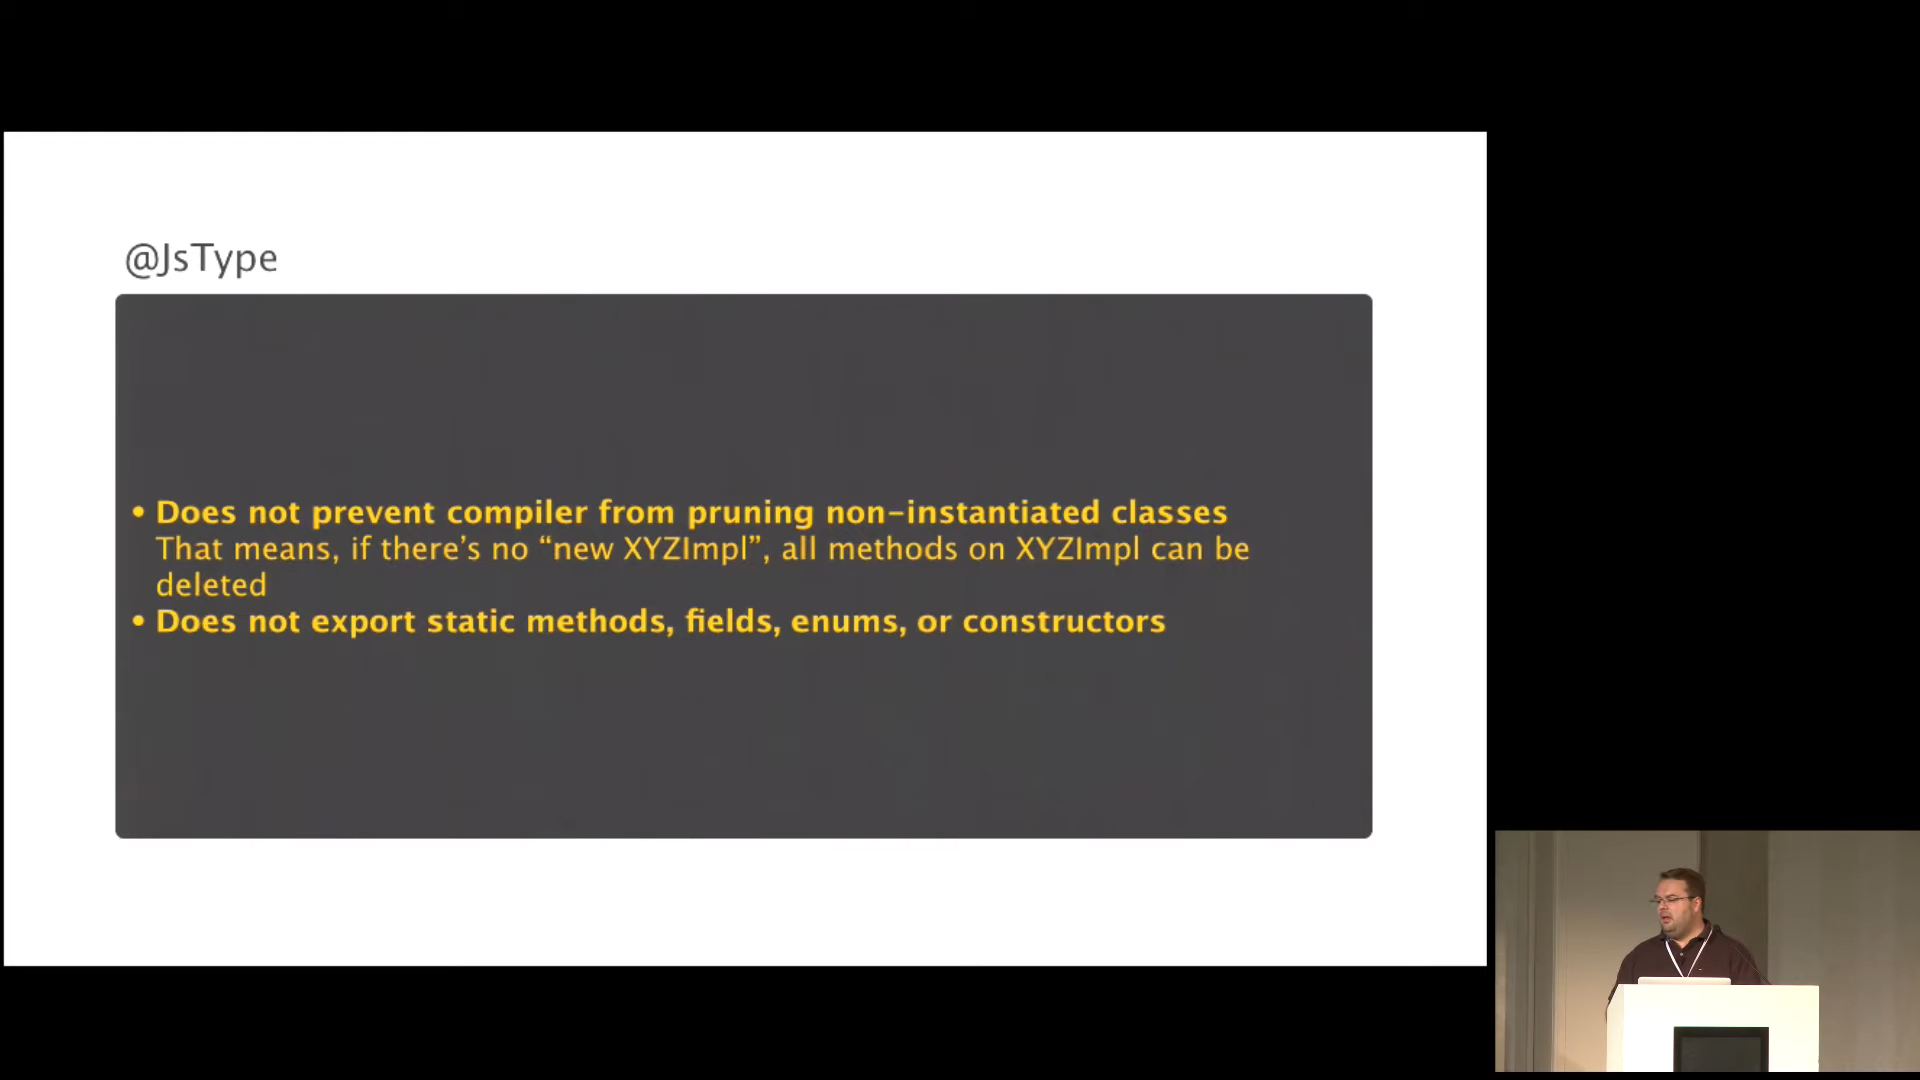 @JsType
• Does not prevent compiler from pruning non-instantiated classes
That means, if there's no “new XYZImpl”, all methods on XYZImpl can be
deleted
• Does not export static methods, fields, enums, or constructors